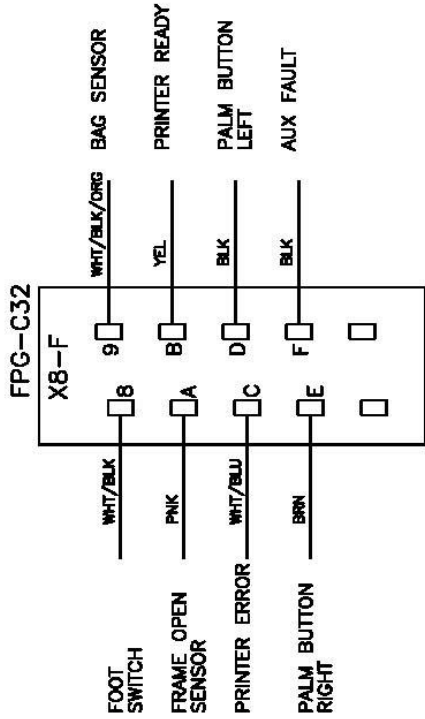 FPG-C32
X8-F
FOOT
SWITCH
WHT/BLK
8
9
WHT/BLK/ORG
BAG SENSOR
FRAME OPEN
SENSOR
PNK
A
B
YEL
PRINTER READY
PRINTER ERROR
WHT/BLU
C
D
BLK
PALM BUTTON
LEFT
PALM BUTTON
RIGHT
BRN
E
F
BLK
AUX FAULT